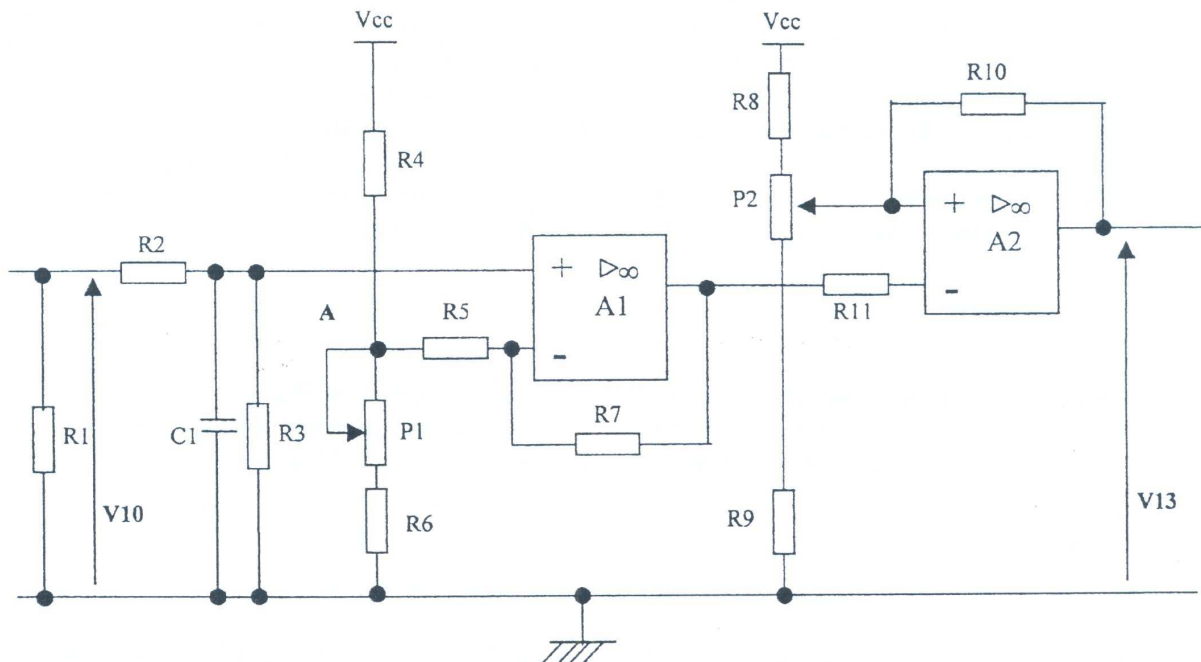 Vcc
Vcc
R10
R8
R4
P2
+ ▷∞
A2
-
R2
+ ▷∞
A1
-
R11
A
R5
R7
R1
C1
R3
P1
V10
R6
R9
V13